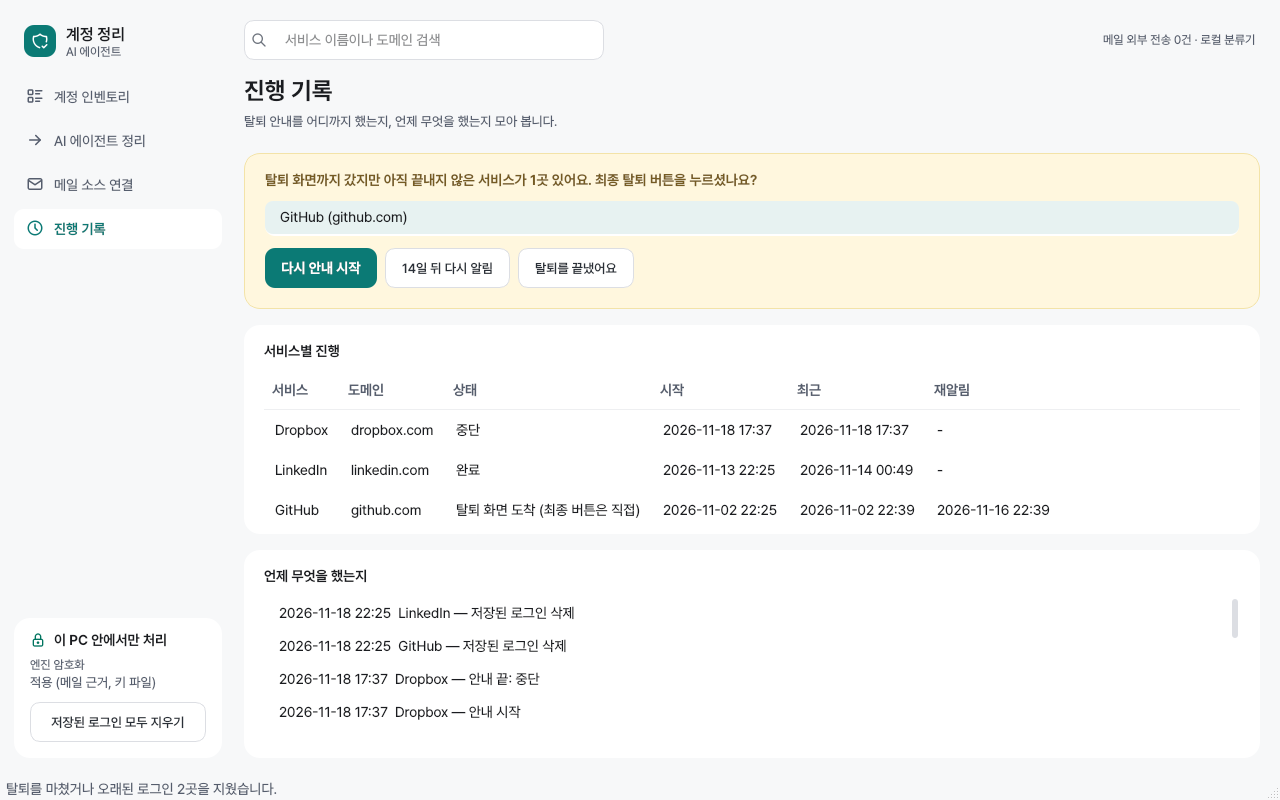 계정 정리
AI 에이전트
서비스 이름이나 도메인 검색
메일 외부 전송 0건 · 로컬 분류기
계정 인벤토리
AI 에이전트 정리
메일 소스 연결
진행 기록
진행 기록
탈퇴 안내를 어디까지 했는지, 언제 무엇을 했는지 모아 봅니다.
탈퇴 화면까지 갔지만 아직 끝내지 않은 서비스가 1곳 있어요. 최종 탈퇴 버튼을 누르셨나요?
GitHub (github.com)
다시 안내 시작 14일 뒤 다시 알림 탈퇴를 끝냈어요
서비스별 진행
서비스 도메인 상태 시작 최근 재알림
Dropbox dropbox.com 중단 2026-11-18 17:37 2026-11-18 17:37 -
LinkedIn linkedin.com 완료 2026-11-13 22:25 2026-11-14 00:49 -
GitHub github.com 탈퇴 화면 도착 (최종 버튼은 직접) 2026-11-02 22:25 2026-11-02 22:39 2026-11-16 22:39
언제 무엇을 했는지
2026-11-18 22:25 LinkedIn — 저장된 로그인 삭제
2026-11-18 22:25 GitHub — 저장된 로그인 삭제
2026-11-18 17:37 Dropbox — 안내 끝: 중단
2026-11-18 17:37 Dropbox — 안내 시작
이 PC 안에서만 처리
엔진 암호화
적용 (메일 근거, 키 파일)
저장된 로그인 모두 지우기
탈퇴를 마쳤거나 오래된 로그인 2곳을 지웠습니다.